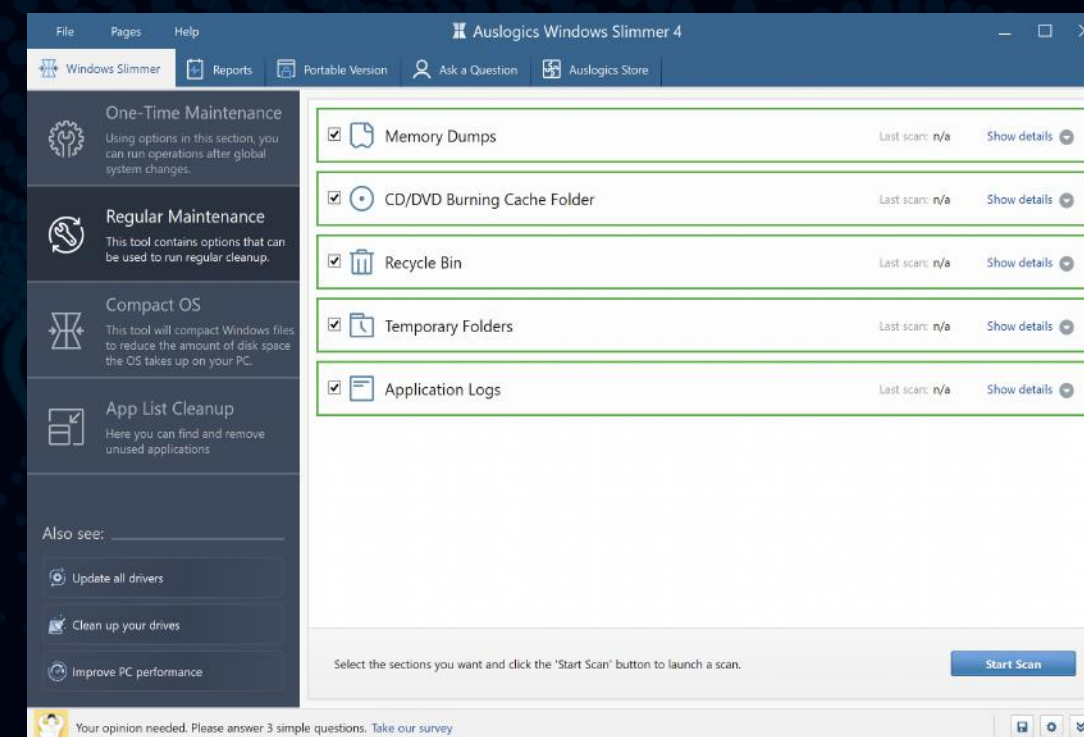 File Pages Help Auslogics Windows Slimmer 4
Windows Slimmer Reports Portable Version Ask a Question Auslogics Store
One-Time Maintenance
Using options in this section, you
can run operations after global
system changes.
Regular Maintenance
This tool contains options that can
be used to run regular cleanup.
Compact OS
This tool will compact Windows files
to reduce the amount of disk space
the OS takes up on your PC.
App List Cleanup
Here you can find and remove
unused applications
Also see:
Update all drivers
Clean up your drives
Improve PC performance
Memory Dumps Last scan: n/a Show details
CD/DVD Burning Cache Folder Last scan: n/a Show details
Recycle Bin Last scan: n/a Show details
Temporary Folders Last scan: n/a Show details
Application Logs Last scan: n/a Show details
Select the sections you want and click the 'Start Scan' button to launch a scan. Start Scan
Your opinion needed. Please answer 3 simple questions. Take our survey